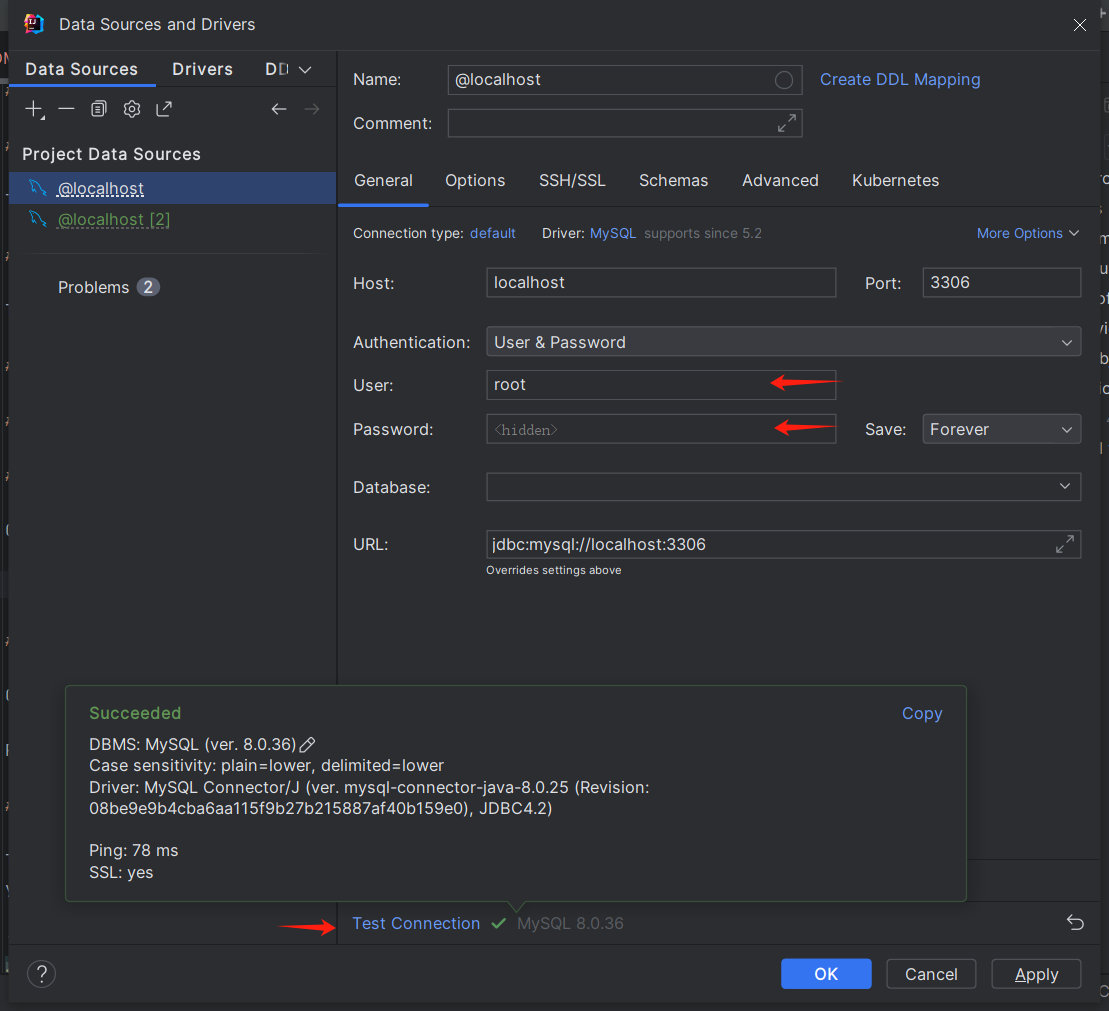 Data Sources and Drivers
Data Sources Drivers
Project Data Sources
@localhost
@localhost [2]
Problems 2
Name: @localhost Create DDL Mapping
Comment:
General Options SSH/SSL Schemas Advanced Kubernetes
Connection type: default Driver: MySQL supports since 5.2 More Options
Host: localhost Port: 3306
Authentication: User & Password
User: root
Password: <hidden> Save: Forever
Database:
URL: jdbc:mysql://localhost:3306
Overrides settings above
Succeeded Copy
DBMS: MySQL (ver. 8.0.36)
Case sensitivity: plain=lower, delimited=lower
Driver: MySQL Connector/J (ver. mysql-connector-java-8.0.25 (Revision:
08be9e9b4cba6aa115f9b27b215887af40b159e0), JDBC4.2)
Ping: 78 ms
SSL: yes
Test Connection MySQL 8.0.36
? OK Cancel Apply